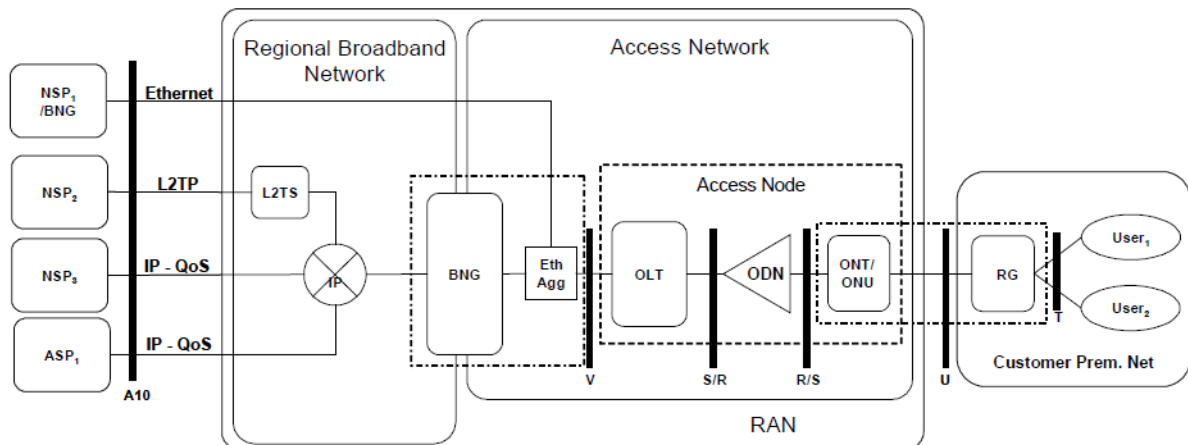 Regional Broadband
Network
Access Network
NSP1
/BNG
Ethernet
NSP2
L2TP
L2TS
Access Node
NSP3
IP - QoS
IP
BNG
Eth
Agg
OLT
ODN
ONT/
ONU
RG
User1
User2
T
ASP1
IP - QoS
Customer Prem. Net
A10
V
S/R
R/S
U
RAN